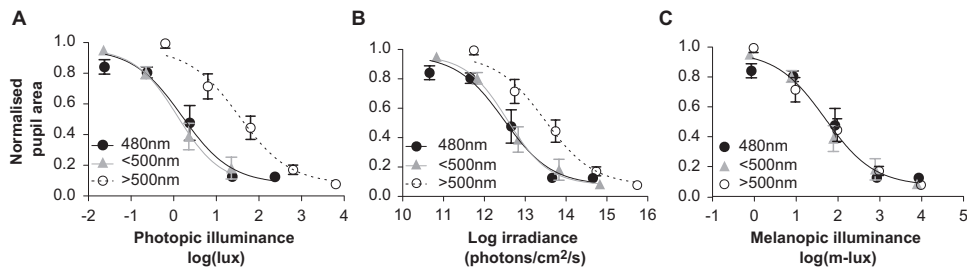 A
Normalised
pupil area
1.0
0.8
0.6
0.4
0.2
0.0
480nm
<500nm
>500nm
-2
-1
0
1
2
3
4
Photopic illuminance
log(lux)
B
1.0
0.8
0.6
0.4
0.2
0.0
480nm
<500nm
>500nm
10
11
12
13
14
15
16
Log irradiance
(photons/cm²/s)
C
1.0
0.8
0.6
0.4
0.2
0.0
480nm
<500nm
>500nm
-1
0
1
2
3
4
5
Melanopic illuminance
log(m-lux)